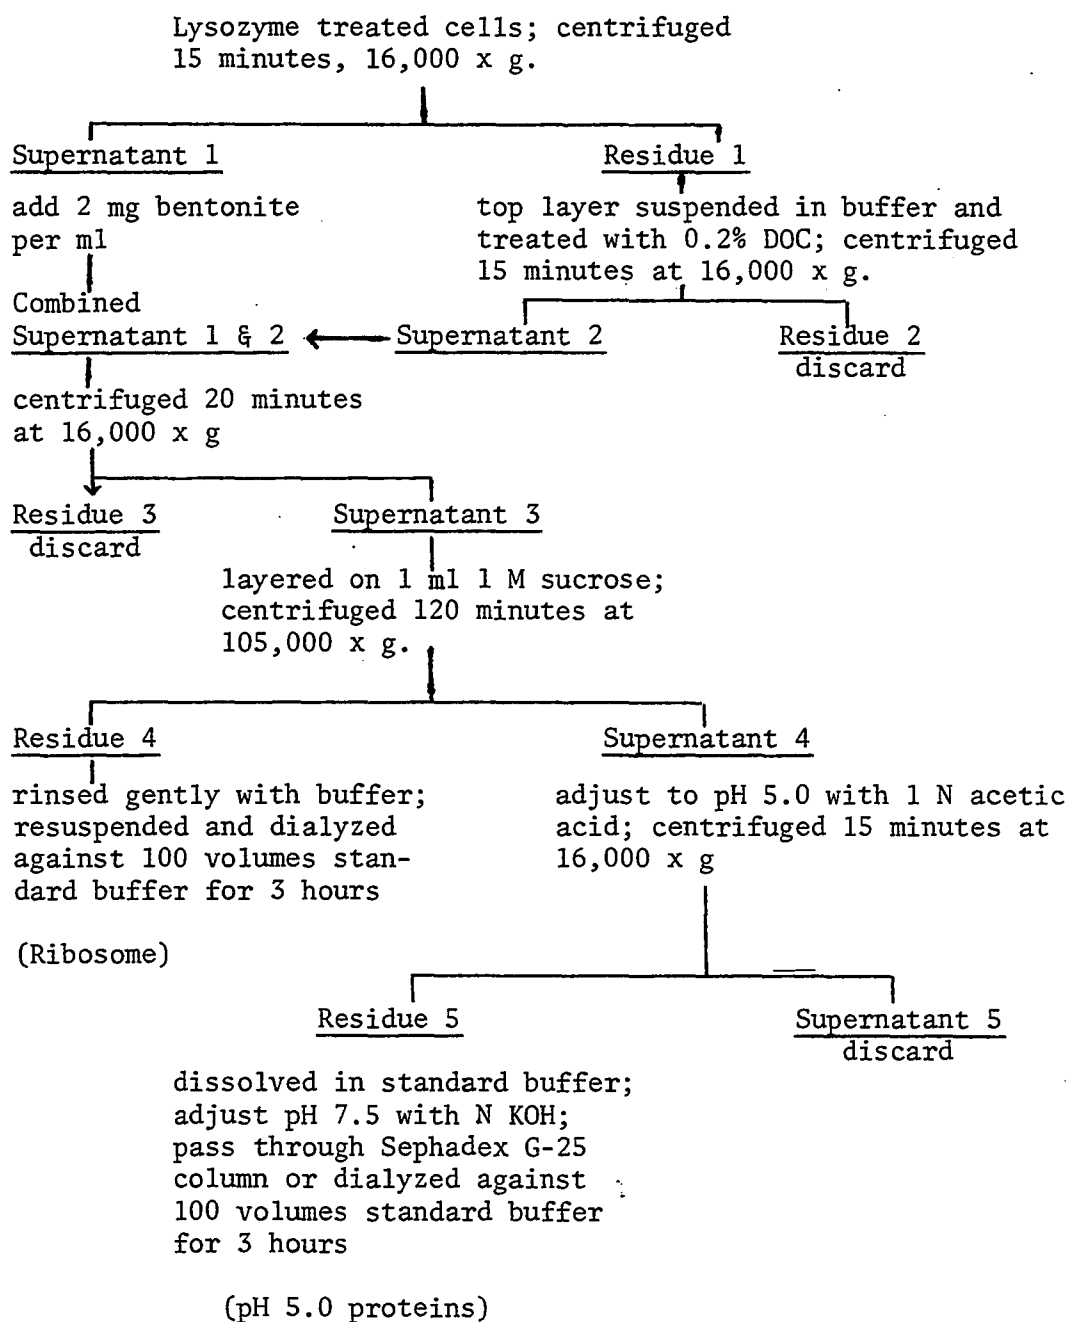 Lysozyme treated cells; centrifuged
15 minutes, 16,000 x g.
Supernatant 1
add 2 mg bentonite
per ml
Residue 1
top layer suspended in buffer and
treated with 0.2% DOC; centrifuged
15 minutes at 16,000 x g.
Combined
Supernatant 1 & 2
Supernatant 2
Residue 2
discard
centrifuged 20 minutes
at 16,000 x g
Residue 3
discard
Supernatant 3
layered on 1 ml 1 M sucrose;
centrifuged 120 minutes at
105,000 x g.
Residue 4
rinsed gently with buffer;
resuspended and dialyzed
against 100 volumes stan-
dard buffer for 3 hours
(Ribosome)
Supernatant 4
adjust to pH 5.0 with 1 N acetic
acid; centrifuged 15 minutes at
16,000 x g
Residue 5
dissolved in standard buffer;
adjust pH 7.5 with N KOH;
pass through Sephadex G-25
column or dialyzed against
100 volumes standard buffer
for 3 hours
(pH 5.0 proteins)
Supernatant 5
discard